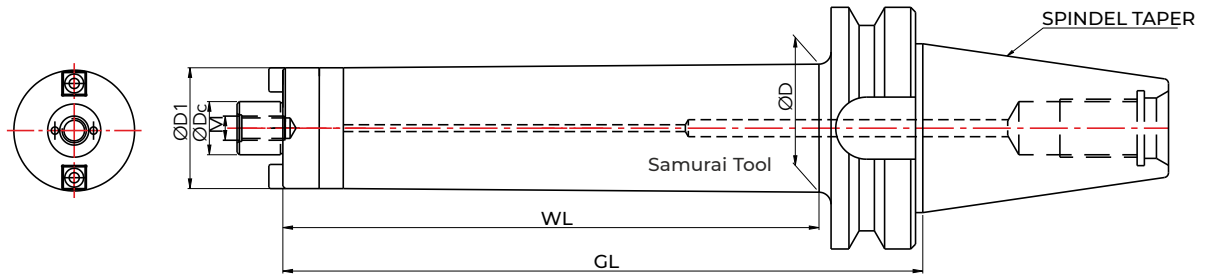 SPINDEL TAPER
ØD1
ØDc
M
ØD
Samurai Tool
WL
GL